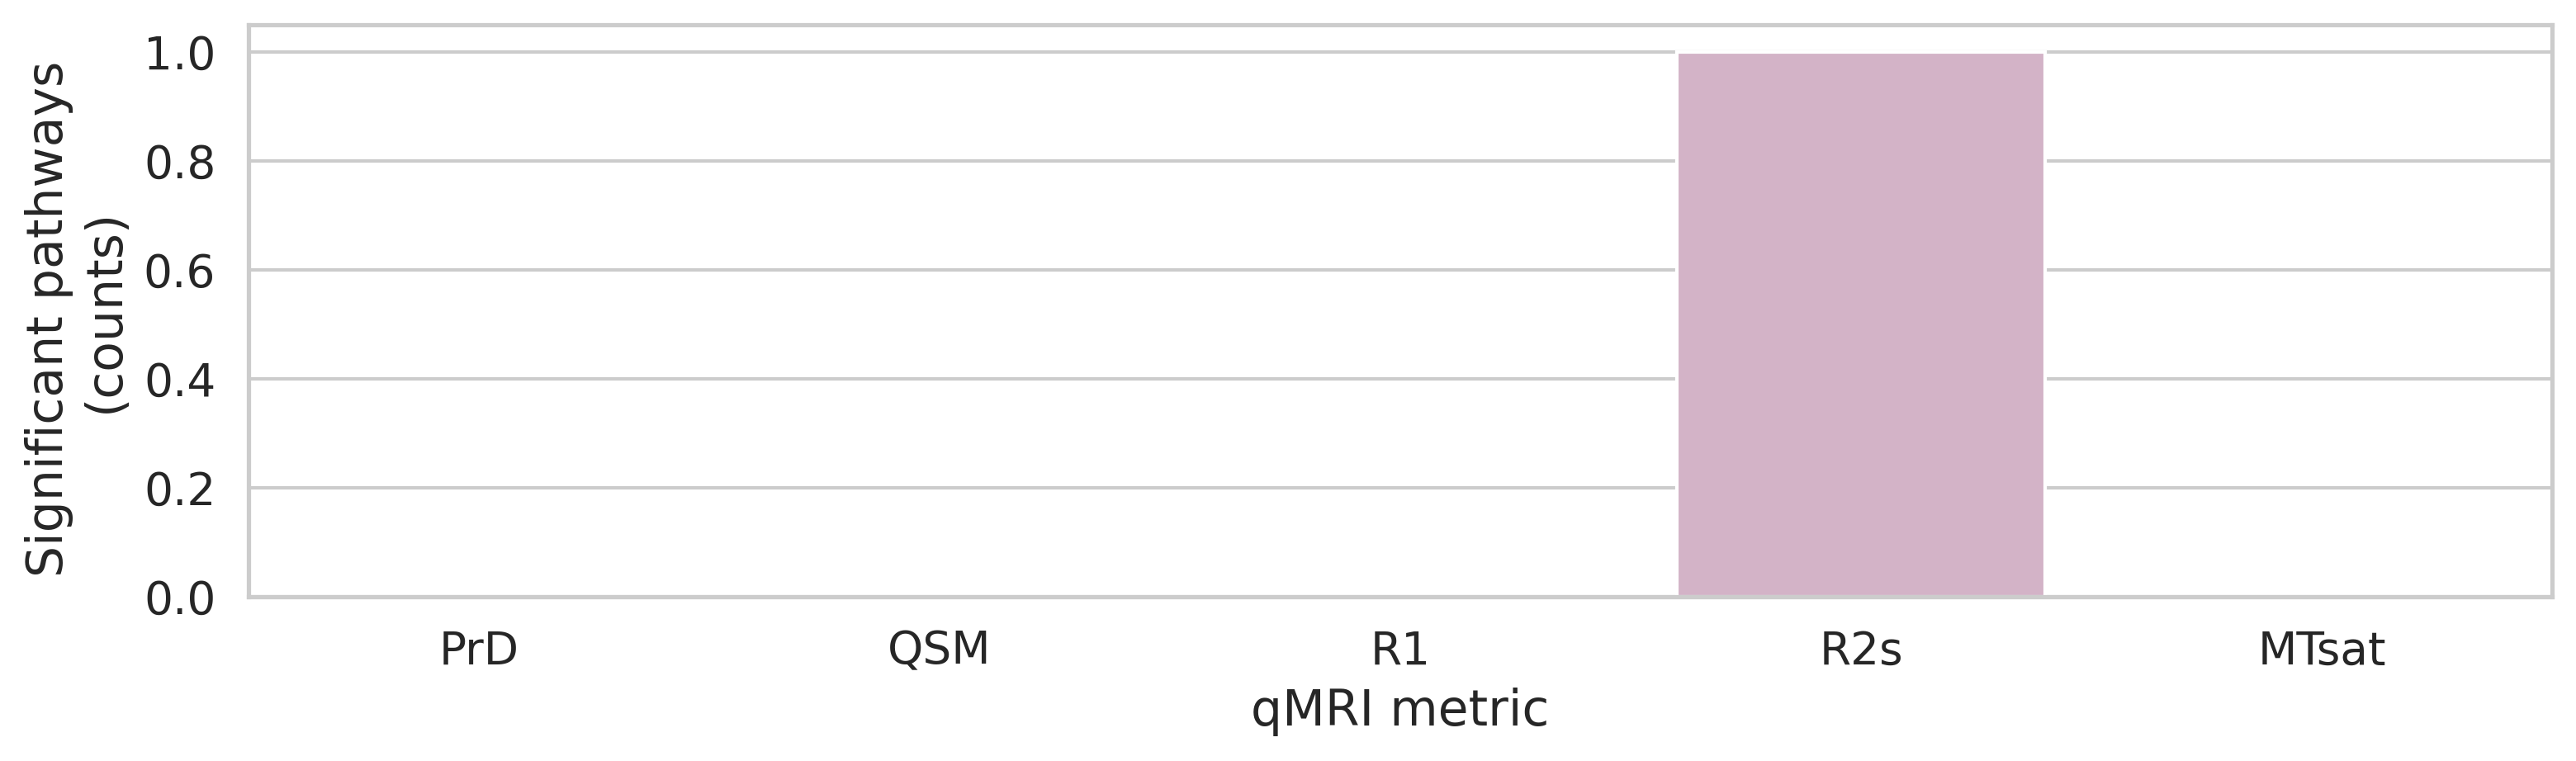 Significant pathways
(counts)
1.0
0.8
0.6
0.4
0.2
0.0
PrD QSM R1 R2s MTsat
qMRI metric